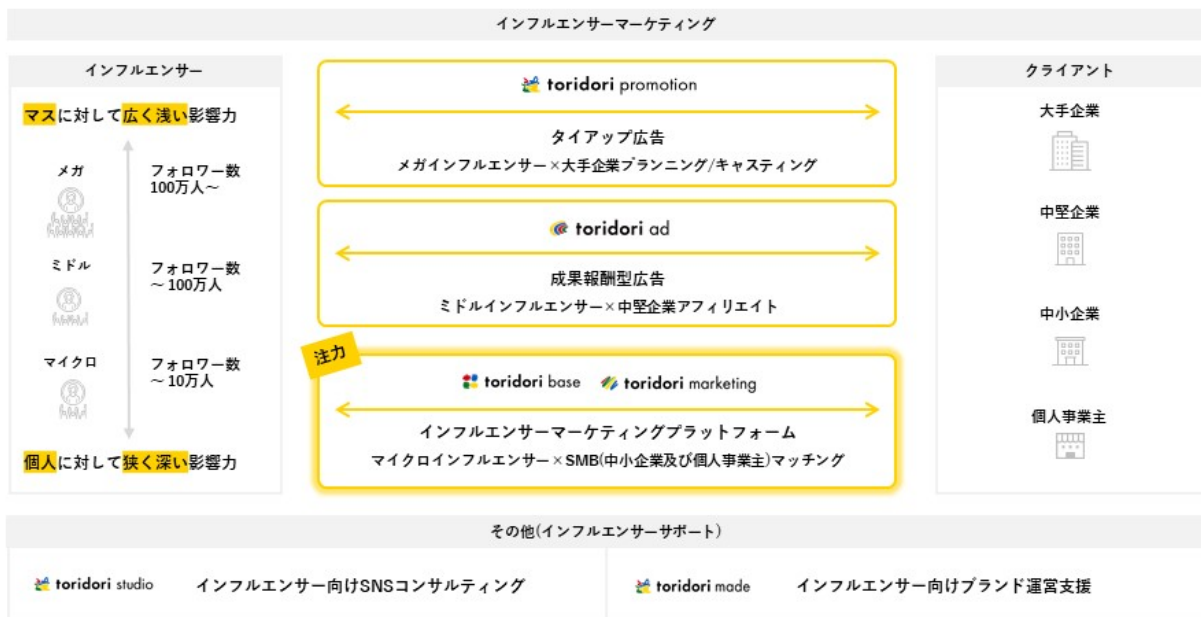 インフルエンサーマーケティング
インフルエンサー
マスに対して広く浅い影響力
メガ
フォロワー数
100万人～
ミドル
フォロワー数
～100万人
マイクロ
フォロワー数
～10万人
個人に対して狭く深い影響力
toridori promotion
タイアップ広告
メガインフルエンサー×大手企業プランニング/キャスティング
toridori ad
成果報酬型広告
ミドルインフルエンサー×中堅企業アフィリエイト
注力
toridori base toridori marketing
インフルエンサーマーケティングプラットフォーム
マイクロインフルエンサー×SMB(中小企業及び個人事業主)マッチング
クライアント
大手企業
中堅企業
中小企業
個人事業主
その他(インフルエンサーサポート)
toridori studio インフルエンサー向けSNSコンサルティング
toridori made インフルエンサー向けブランド運営支援